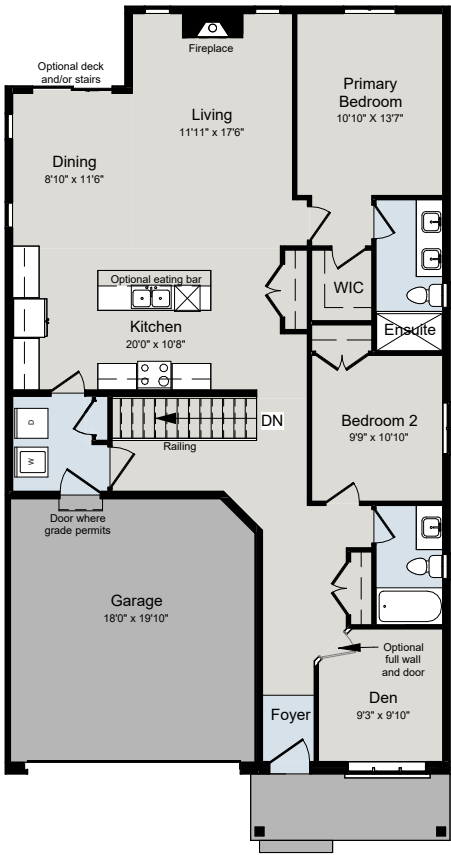 Fireplace
Optional deck
and/or stairs
Primary
Bedroom
10'10" X 13'7"
Living
11'11" x 17'6"
Dining
8'10" x 11'6"
Optional eating bar
WIC
Kitchen
20'0" x 10'8"
Ensuite
DN
Railing
Bedroom 2
9'9" x 10'10"
D
W
Door where
grade permits
Garage
18'0" x 19'10"
Optional
full wall
and door
Den
9'3" x 9'10"
Foyer